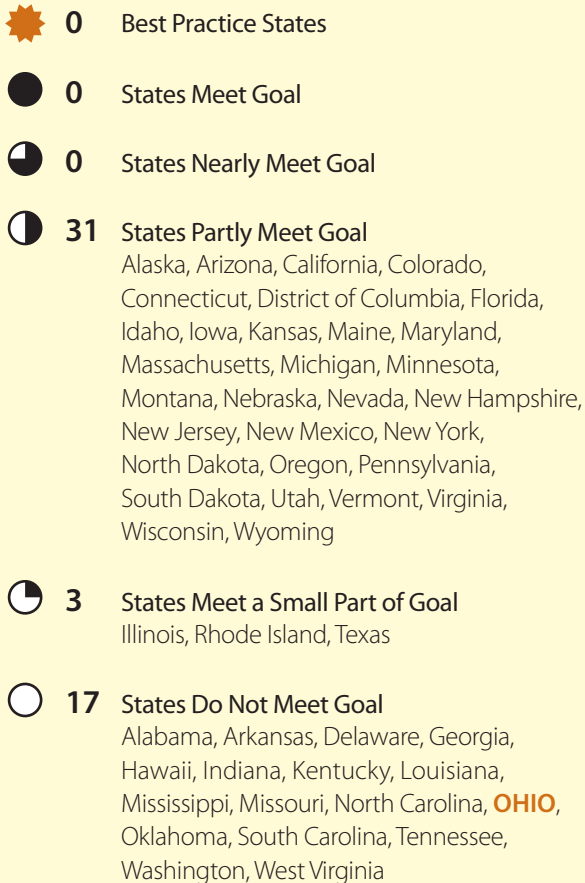 0 Best Practice States
0 States Meet Goal
0 States Nearly Meet Goal
31 States Partly Meet Goal
Alaska, Arizona, California, Colorado,
Connecticut, District of Columbia, Florida,
Idaho, Iowa, Kansas, Maine, Maryland,
Massachusetts, Michigan, Minnesota,
Montana, Nebraska, Nevada, New Hampshire,
New Jersey, New Mexico, New York,
North Dakota, Oregon, Pennsylvania,
South Dakota, Utah, Vermont, Virginia,
Wisconsin, Wyoming
3 States Meet a Small Part of Goal
Illinois, Rhode Island, Texas
17 States Do Not Meet Goal
Alabama, Arkansas, Delaware, Georgia,
Hawaii, Indiana, Kentucky, Louisiana,
Mississippi, Missouri, North Carolina, OHIO,
Oklahoma, South Carolina, Tennessee,
Washington, West Virginia